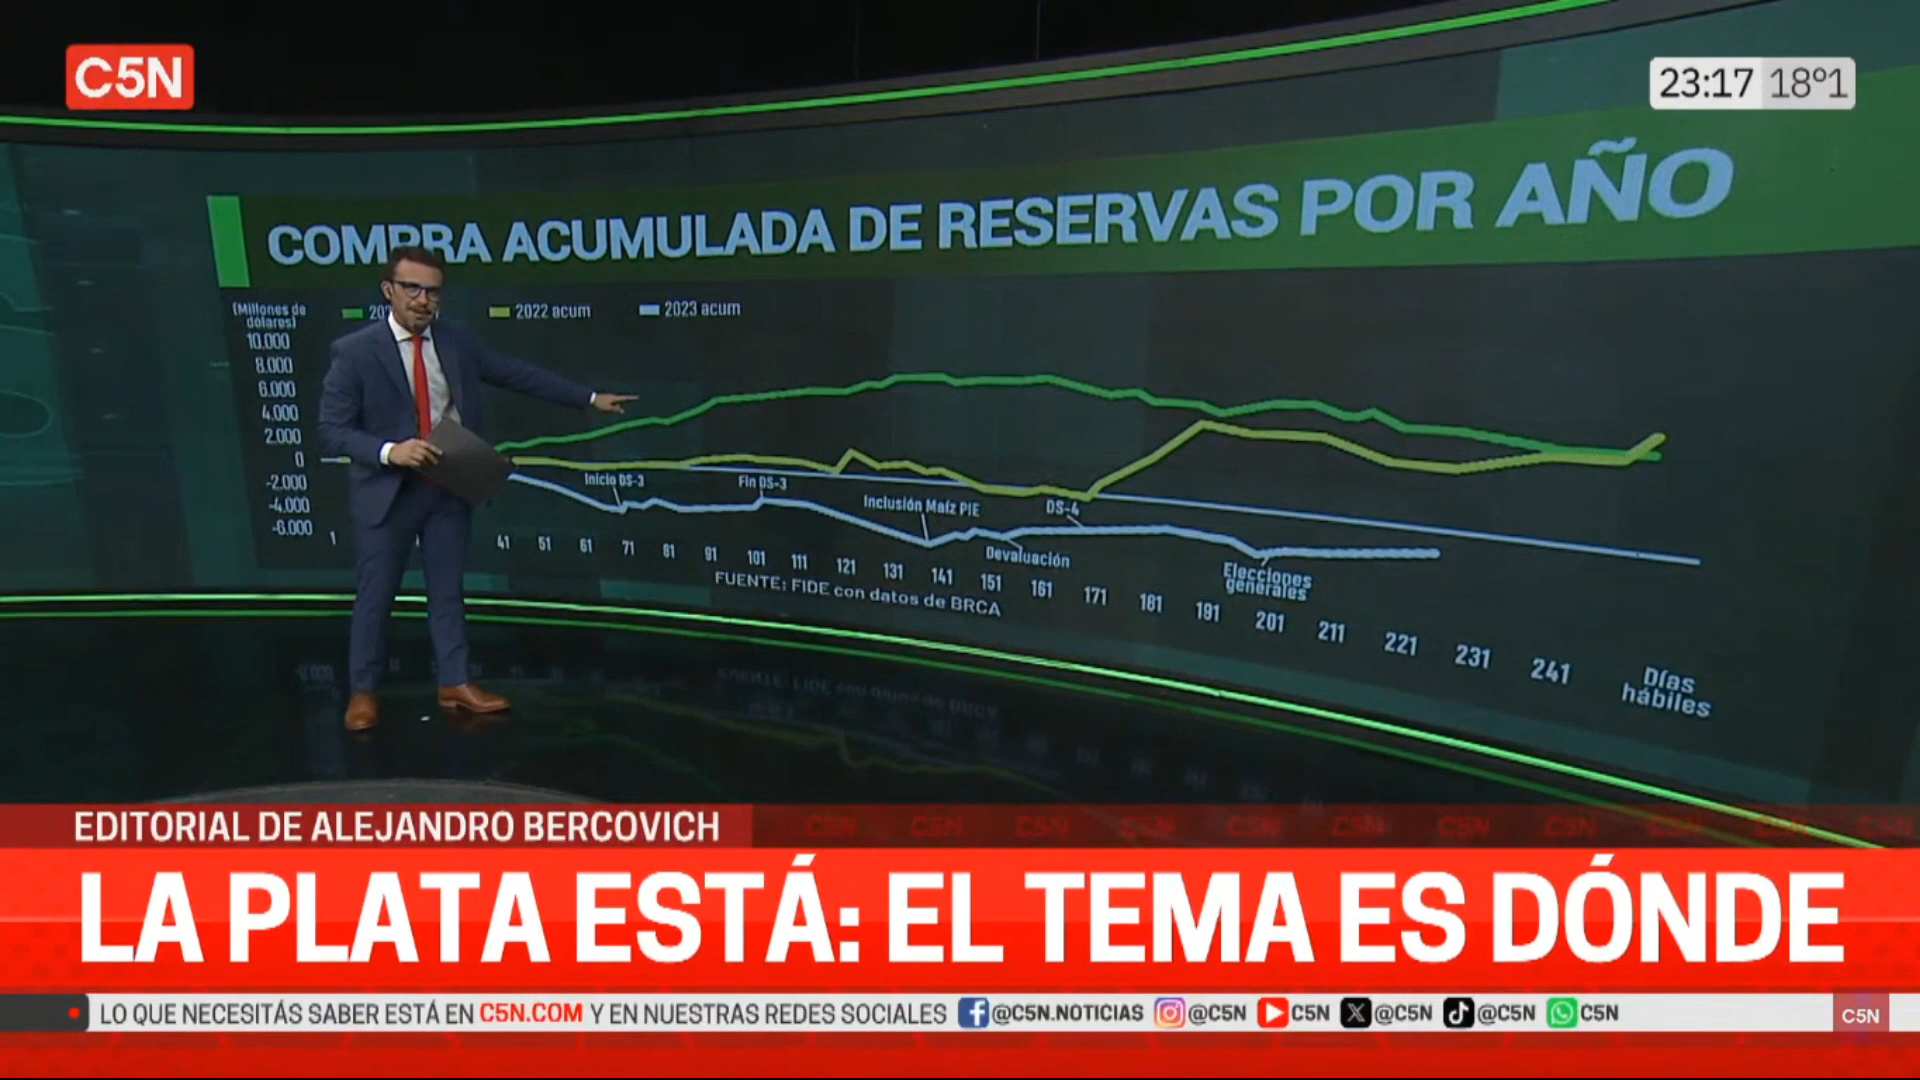 C5N
23:17 18°1
COMPRA ACUMULADA DE RESERVAS POR AÑO
(Millones de
dólares)
2022 acum
2023 acum
10.000
8.000
6.000
4.000
2.000
0
-2.000
-4.000
-6.000
Inicio DS-3
Fin DS-3
Inclusión Maíz PIE
DS-4
Devaluación
Elecciones
generales
1 41 51 61 71 81 91 101 111 121 131 141 151 161 171 181 191 201 211 221 231 241
Días
hábiles
FUENTE: FIDE con datos de BRCA
EDITORIAL DE ALEJANDRO BERCOVICH
LA PLATA ESTÁ: EL TEMA ES DÓNDE
LO QUE NECESITÁS SABER ESTÁ EN C5N.COM Y EN NUESTRAS REDES SOCIALES @C5N.NOTICIAS @C5N C5N @C5N @C5N C5N
C5N